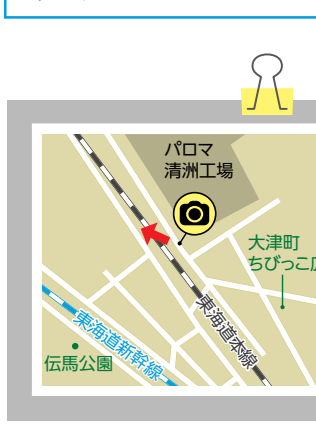 パロマ
清洲工場
大津町
ちびっこ広
東海道本線
東海道新幹線
伝馬公園